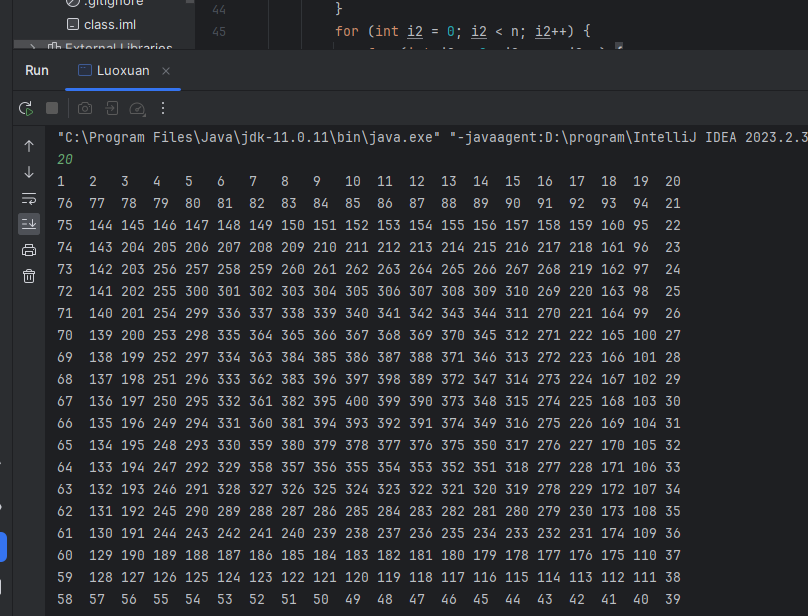 .gitignore
44 }
class.iml
45 for (int i2 = 0; i2 < n; i2++) {
External Libraries
Run Luoxuan
"C:\Program Files\Java\jdk-11.0.11\bin\java.exe" "-javaagent:D:\program\IntelliJ IDEA 2023.2.3
20
1 2 3 4 5 6 7 8 9 10 11 12 13 14 15 16 17 18 19 20
76 77 78 79 80 81 82 83 84 85 86 87 88 89 90 91 92 93 94 21
75 144 145 146 147 148 149 150 151 152 153 154 155 156 157 158 159 160 95 22
74 143 204 205 206 207 208 209 210 211 212 213 214 215 216 217 218 161 96 23
73 142 203 256 257 258 259 260 261 262 263 264 265 266 267 268 219 162 97 24
72 141 202 255 300 301 302 303 304 305 306 307 308 309 310 269 220 163 98 25
71 140 201 254 299 336 337 338 339 340 341 342 343 344 311 270 221 164 99 26
70 139 200 253 298 335 364 365 366 367 368 369 370 345 312 271 222 165 100 27
69 138 199 252 297 334 363 384 385 386 387 388 371 346 313 272 223 166 101 28
68 137 198 251 296 333 362 383 396 397 398 389 372 347 314 273 224 167 102 29
67 136 197 250 295 332 361 382 395 400 399 390 373 348 315 274 225 168 103 30
66 135 196 249 294 331 360 381 394 393 392 391 374 349 316 275 226 169 104 31
65 134 195 248 293 330 359 380 379 378 377 376 375 350 317 276 227 170 105 32
64 133 194 247 292 329 358 357 356 355 354 353 352 351 318 277 228 171 106 33
63 132 193 246 291 328 327 326 325 324 323 322 321 320 319 278 229 172 107 34
62 131 192 245 290 289 288 287 286 285 284 283 282 281 280 279 230 173 108 35
61 130 191 244 243 242 241 240 239 238 237 236 235 234 233 232 231 174 109 36
60 129 190 189 188 187 186 185 184 183 182 181 180 179 178 177 176 175 110 37
59 128 127 126 125 124 123 122 121 120 119 118 117 116 115 114 113 112 111 38
58 57 56 55 54 53 52 51 50 49 48 47 46 45 44 43 42 41 40 39